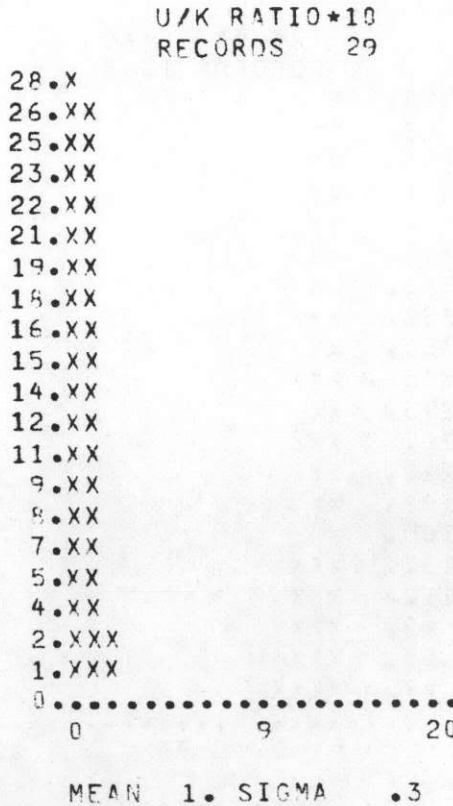 U/K RATIO*10
RECORDS 29
28.X
26.XX
25.XX
23.XX
22.XX
21.XX
19.XX
18.XX
16.XX
15.XX
14.XX
12.XX
11.XX
9.XX
8.XX
7.XX
5.XX
4.XX
2.XXX
1.XXX
0........................
0 9 20
MEAN 1. SIGMA .3